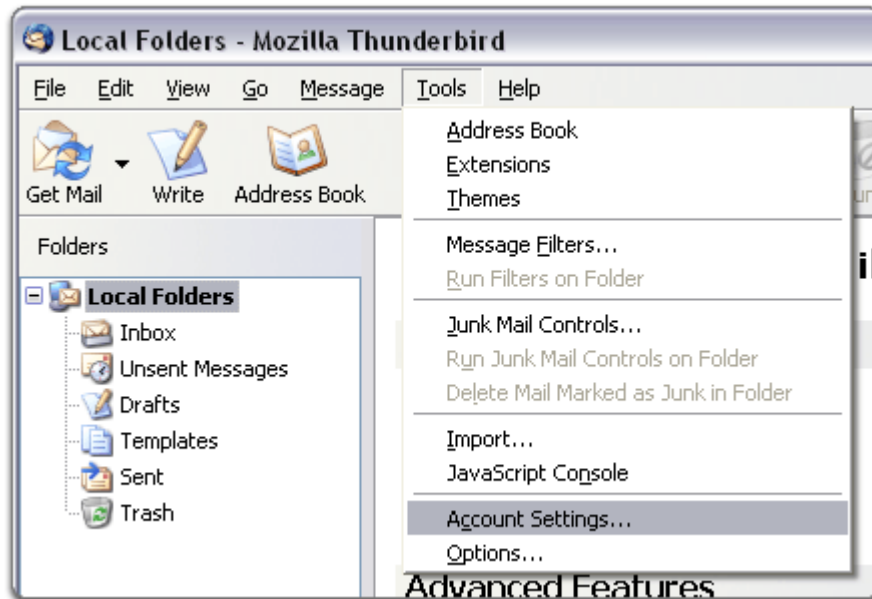 Local Folders - Mozilla Thunderbird
File Edit View Go Message Tools Help
Get Mail Write Address Book
Folders
Local Folders
Inbox
Unsent Messages
Drafts
Templates
Sent
Trash
Address Book
Extensions
Themes
Message Filters...
Run Filters on Folder
Junk Mail Controls...
Run Junk Mail Controls on Folder
Delete Mail Marked as Junk in Folder
Import...
JavaScript Console
Account Settings...
Options...
Advanced Features